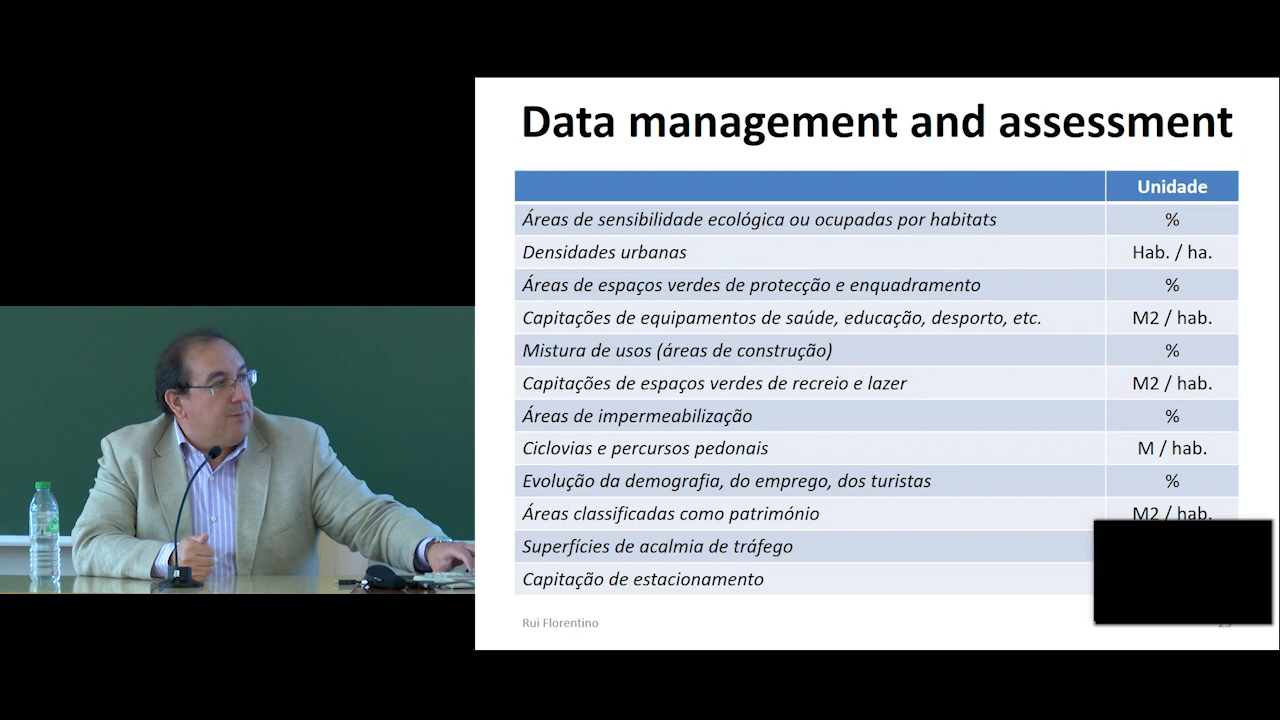 Data management and assessment
Unidade
Áreas de sensibilidade ecológica ou ocupadas por habitats %
Densidades urbanas Hab. / ha.
Áreas de espaços verdes de protecção e enquadramento %
Capitações de equipamentos de saúde, educação, desporto, etc. M2 / hab.
Mistura de usos (áreas de construção) %
Capitações de espaços verdes de recreio e lazer M2 / hab.
Áreas de impermeabilização %
Ciclovias e percursos pedonais M / hab.
Evolução da demografia, do emprego, dos turistas %
Áreas classificadas como património M2 / hab.
Superfícies de acalmia de tráfego
Capitação de estacionamento
Rui Florentino